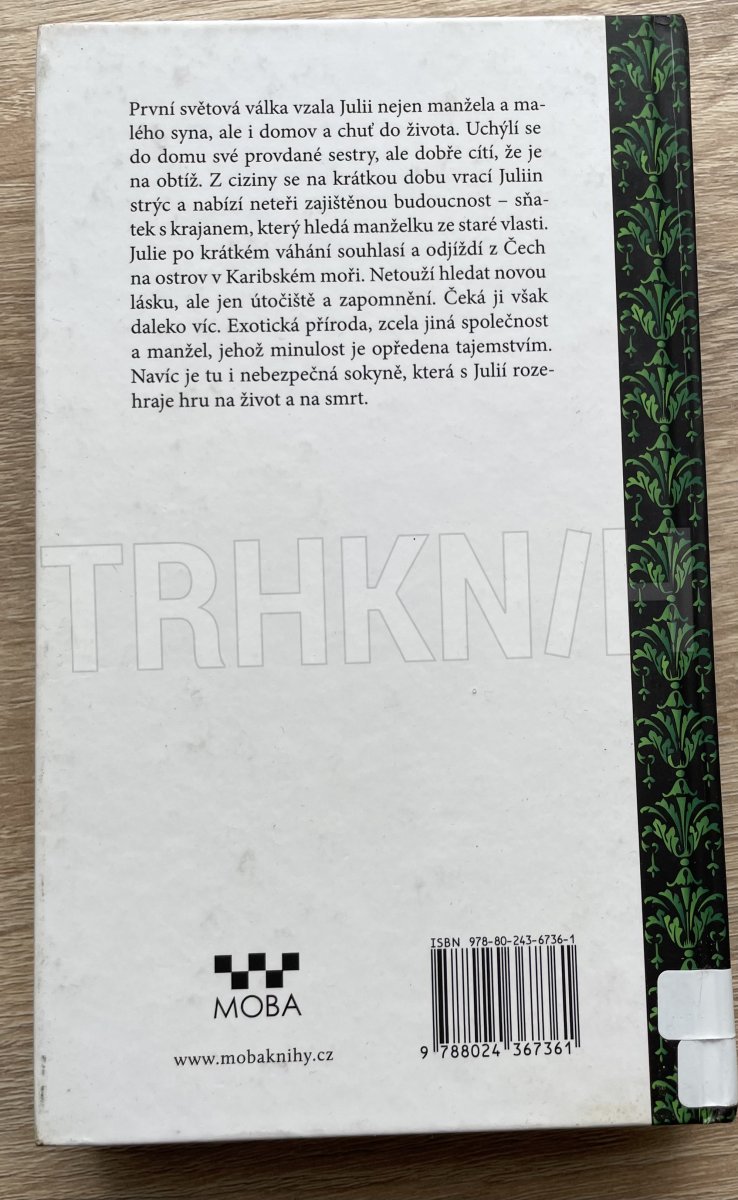 První světová válka vzala Julii nejen manžela a ma-
lého syna, ale i domov a chuť do života. Uchýlí se
do domu své provdané sestry, ale dobře cítí, že je
na obtíž. Z ciziny se na krátkou dobu vrací Juliin
strýc a nabízí neteři zajištěnou budoucnost – sňa-
tek s krajanem, který hledá manželku ze staré vlasti.
Julie po krátkém váhání souhlasí a odjíždí z Čech
na ostrov v Karibském moři. Netouží hledat novou
lásku, ale jen útočiště a zapomnění. Čeká ji však
daleko víc. Exotická příroda, zcela jiná společnost
a manžel, jehož minulost je opředena tajemstvím.
Navíc je tu i nebezpečná sokyně, která s Julií roze-
hraje hru na život a na smrt.
TRHKNIH
ISBN 978-80-243-6736-1
MOBA
www.mobaknihy.cz
9 788024 367361